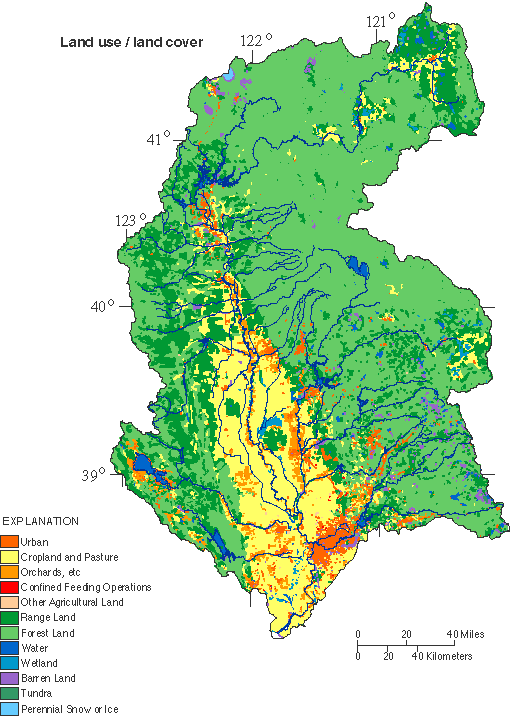 Land use / land cover
122°
121°
41°
123°
40°
39°
EXPLANATION
Urban
Cropland and Pasture
Orchards, etc
Confined Feeding Operations
Other Agricultural Land
Range Land
Forest Land
Water
Wetland
Barren Land
Tundra
Perennial Snow or Ice
0 20 40 Miles
0 20 40 Kilometers